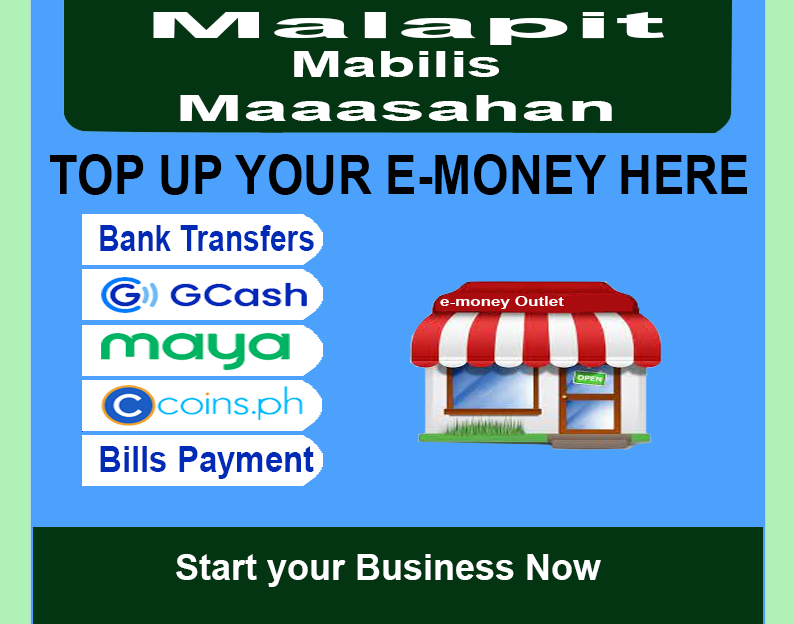 Malapit
Mabilis
Maaasahan
TOP UP YOUR E-MONEY HERE
Bank Transfers
GCash
maya
coins.ph
Bills Payment
e-money Outlet
OPEN
Start your Business Now